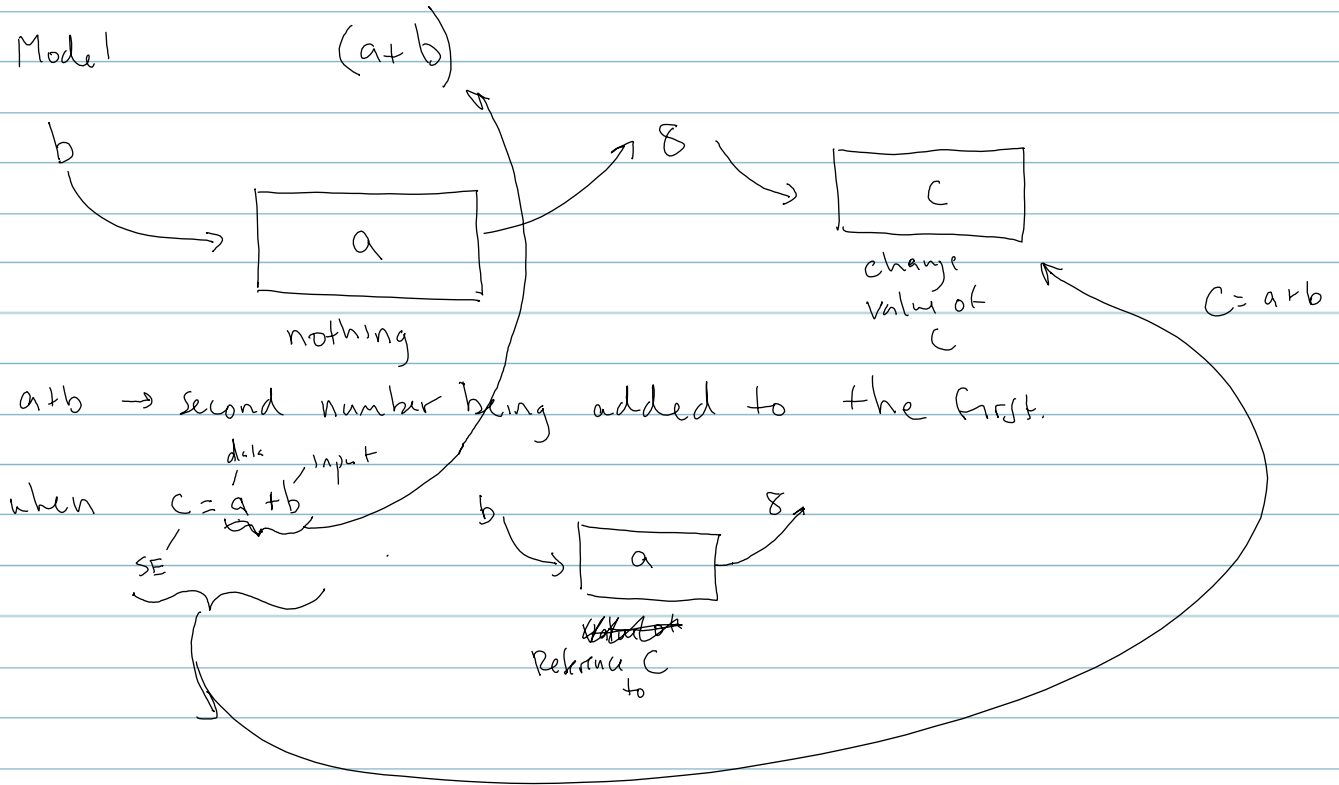 Model (a+b)
b 8
a c
nothing
change
value of
C
C = a+b
a+b → second number being added to the first.
data input
when c = a + b
SE
b 8
a
Reference C
to